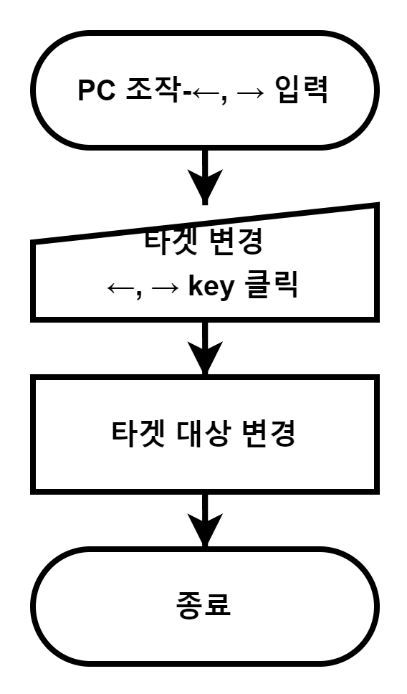 PC 조작-←, → 입력
타겟 변경
←, → key 클릭
타겟 대상 변경
종료